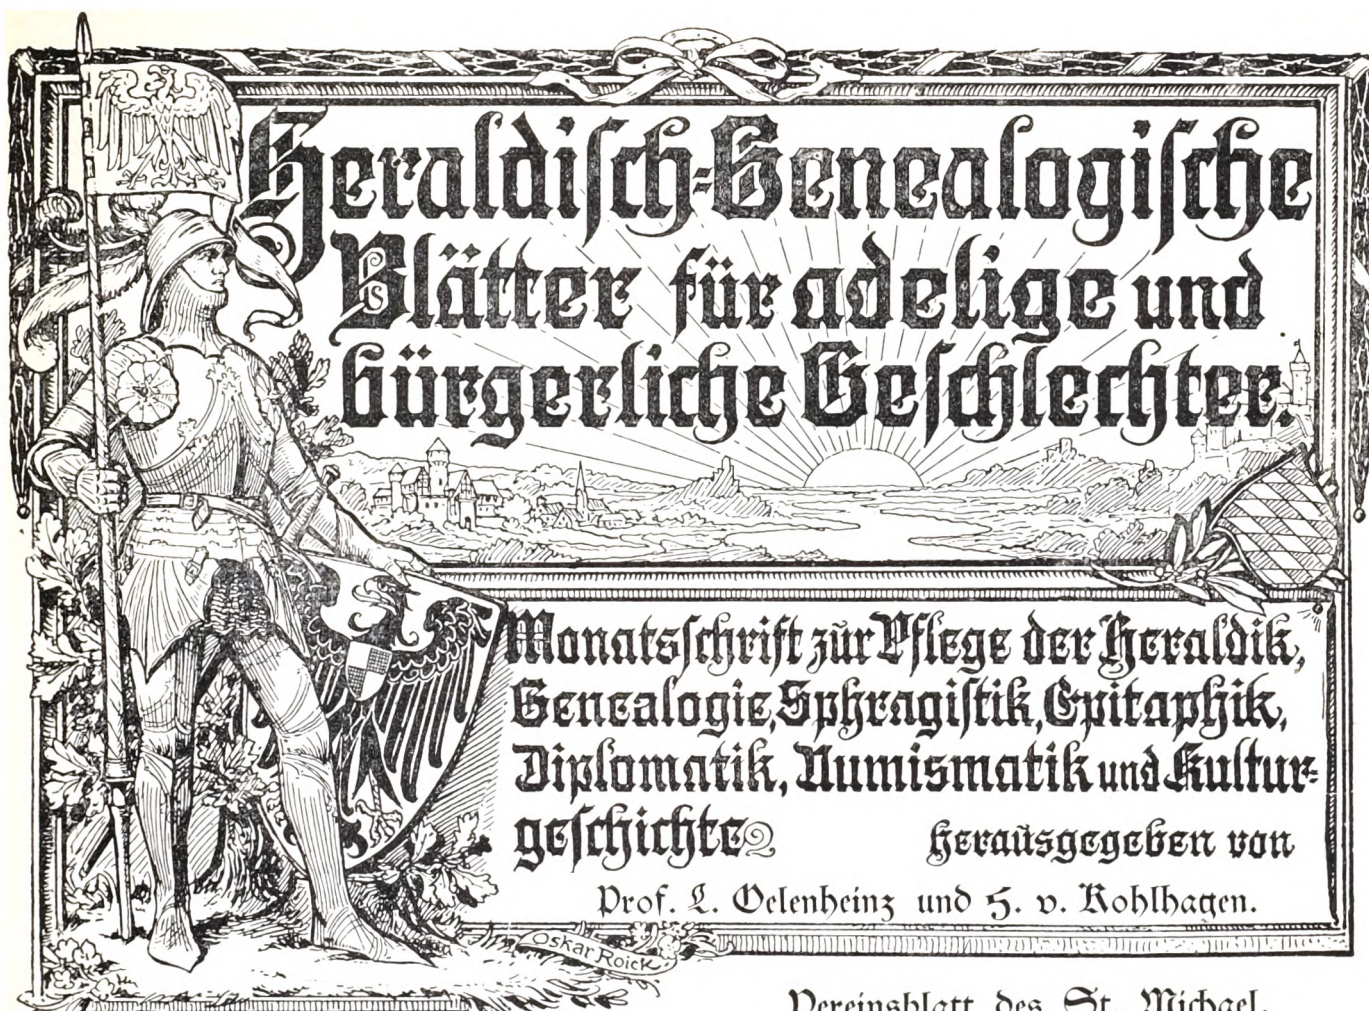 Heraldiſch=Genealogiſche
Blätter für adelige und
bürgerliche Geſchlechter.
Monatsſchrift zur Pflege der Heraldik,
Genealogie, Sphragiſtik, Epitaphik,
Diplomatik, Numismatik und Kultur=
geſchichte
herausgegeben von
Prof. L. Oelenheinz und H. v. Kohlhagen.
Oskar Roick
Vereinsblatt des St. Michael,